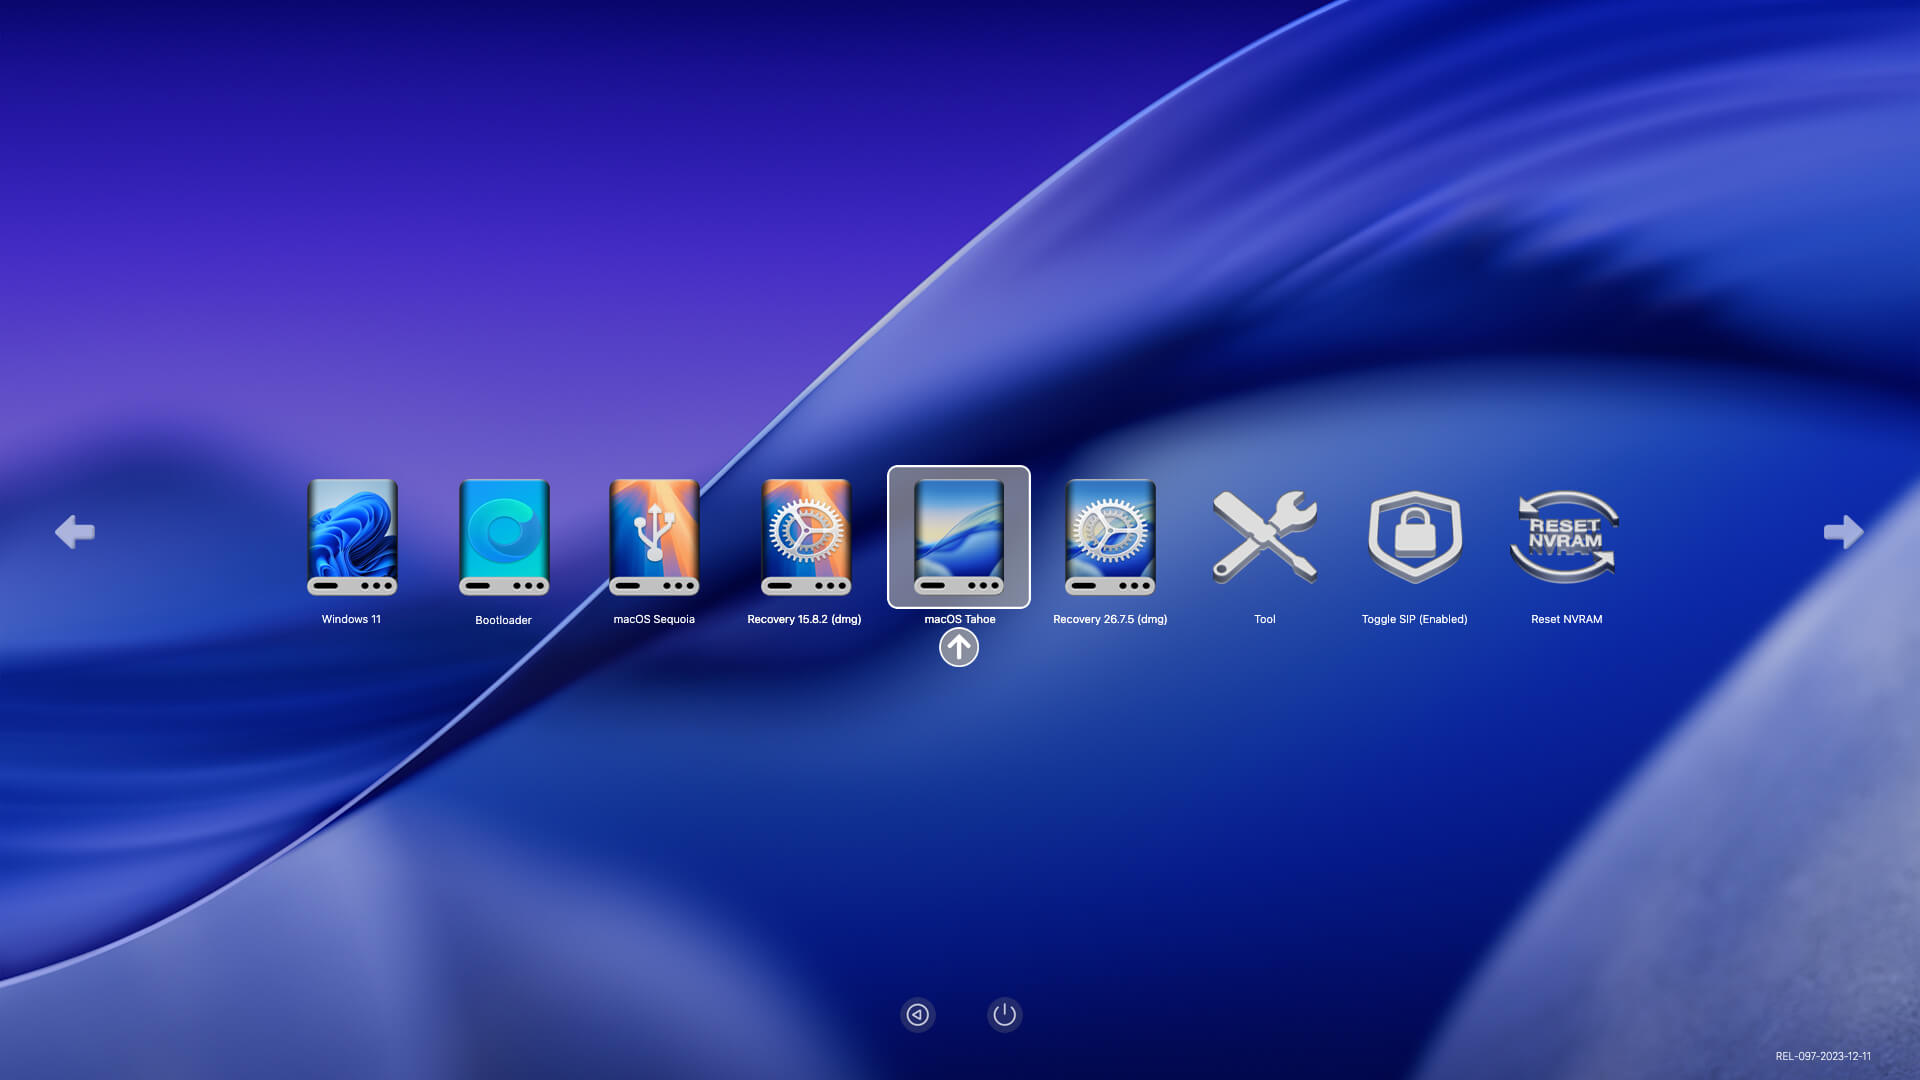 RESET
NVRAM
Windows 11
Bootloader
macOS Sequoia
Recovery 15.8.2 (dmg)
macOS Tahoe
Recovery 26.7.5 (dmg)
Tool
Toggle SIP (Enabled)
Reset NVRAM
REL-097-2023-12-11